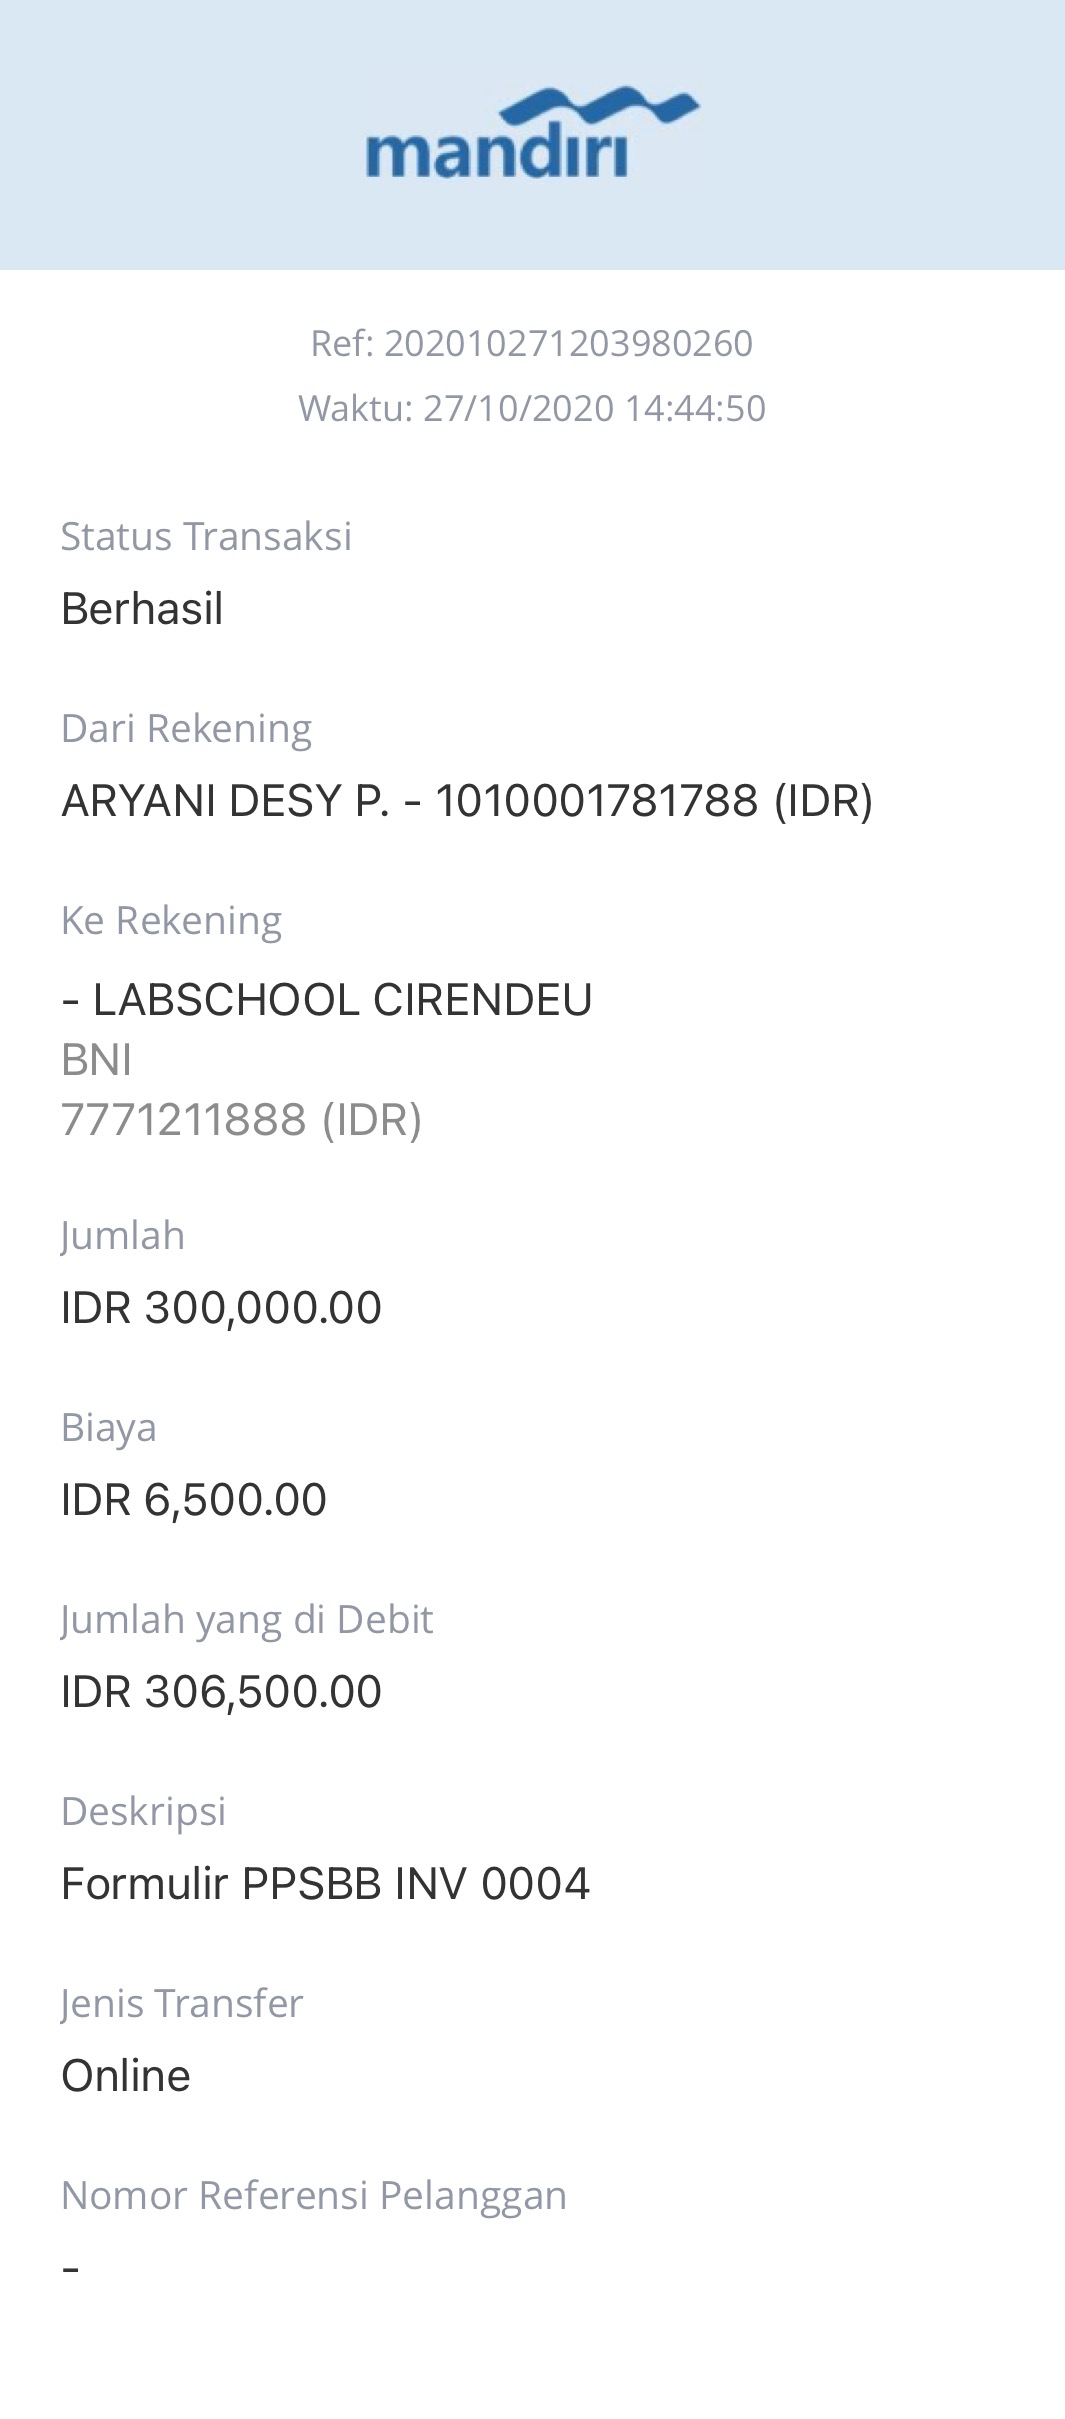 mandiri
Ref: 202010271203980260
Waktu: 27/10/2020 14:44:50
Status Transaksi
Berhasil
Dari Rekening
ARYANI DESY P. - 1010001781788 (IDR)
Ke Rekening
- LABSCHOOL CIRENDEU
BNI
7771211888 (IDR)
Jumlah
IDR 300,000.00
Biaya
IDR 6,500.00
Jumlah yang di Debit
IDR 306,500.00
Deskripsi
Formulir PPSBB INV 0004
Jenis Transfer
Online
Nomor Referensi Pelanggan
-